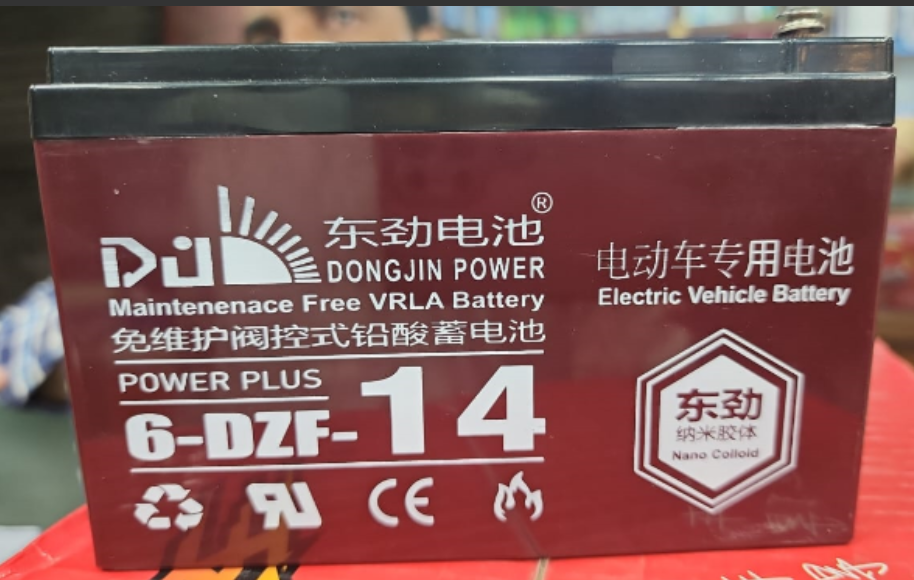 DJ
东劲电池®
DONGJIN POWER
Maintenenace Free VRLA Battery
免维护阀控式铅酸蓄电池
POWER PLUS
6-DZF-14
CE
电动车专用电池
Electric Vehicle Battery
东劲
纳米胶体
Nano Colloid